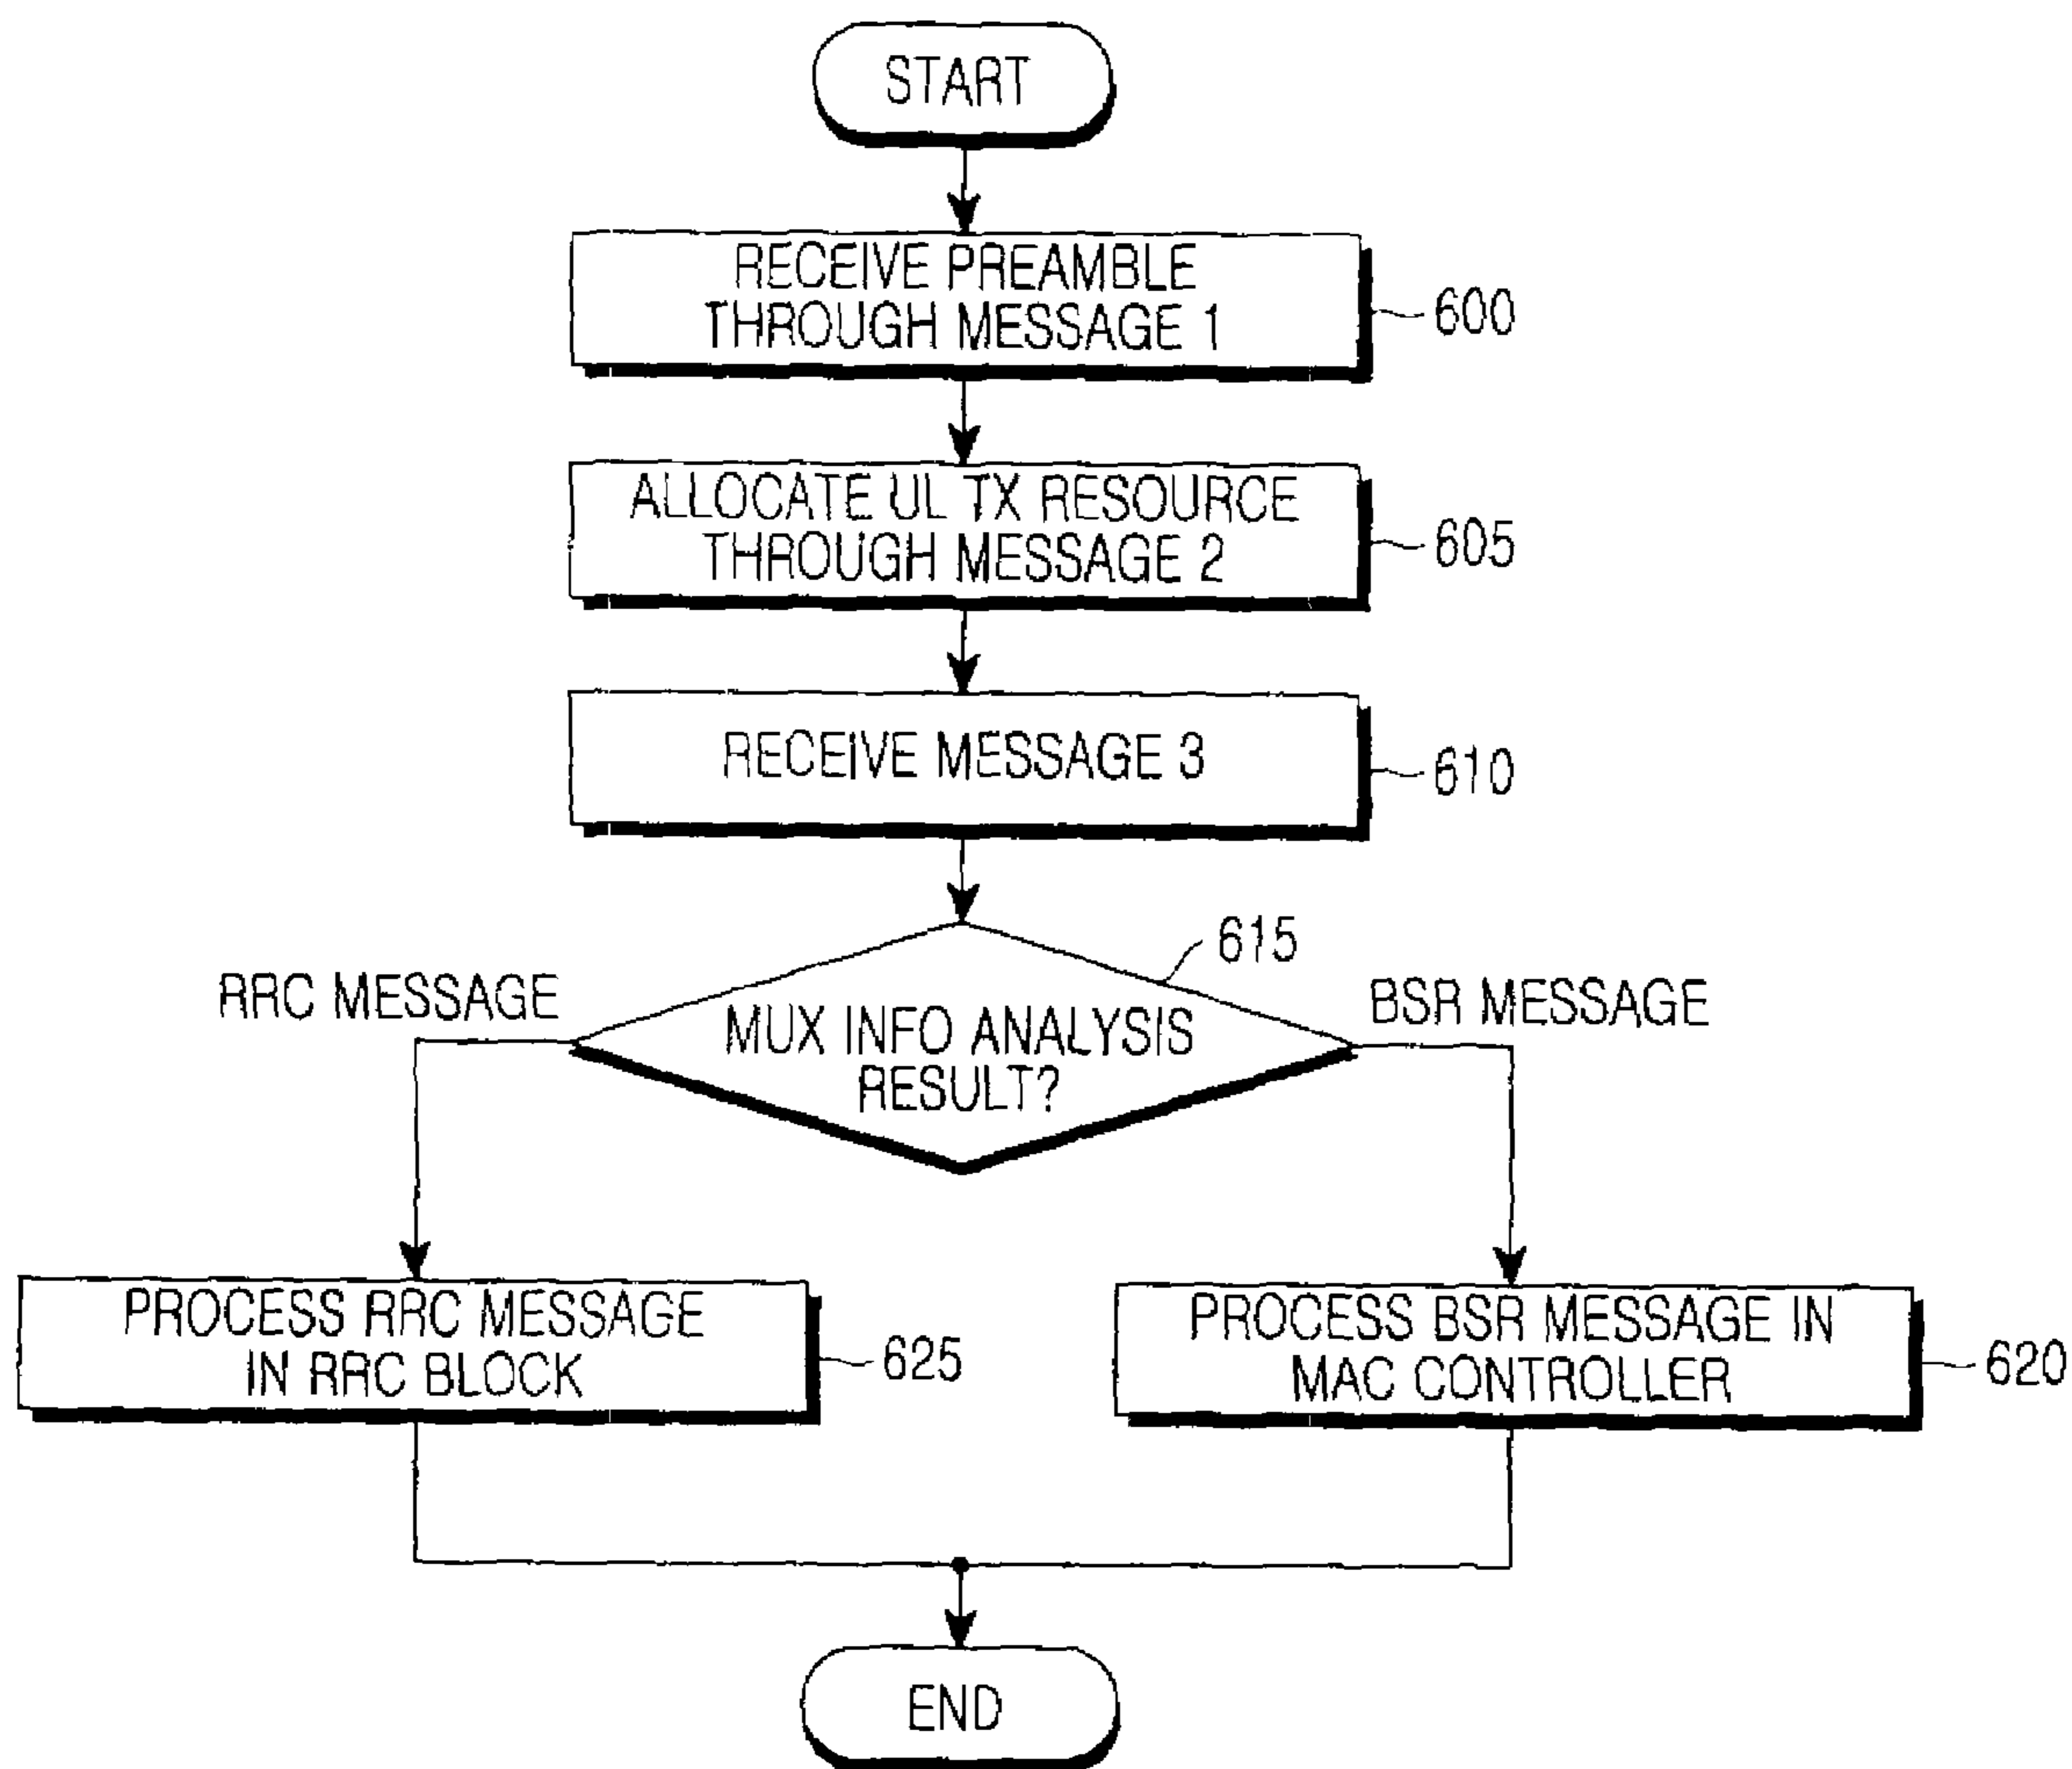 START
RECEIVE PREAMBLE
THROUGH MESSAGE 1
600
ALLOCATE UL TX RESOURCE
THROUGH MESSAGE 2
605
RECEIVE MESSAGE 3
610
615
RRC MESSAGE
BSR MESSAGE
MUX INFO ANALYSIS
RESULT?
PROCESS RRC MESSAGE
IN RRC BLOCK
625
PROCESS BSR MESSAGE IN
MAC CONTROLLER
620
END